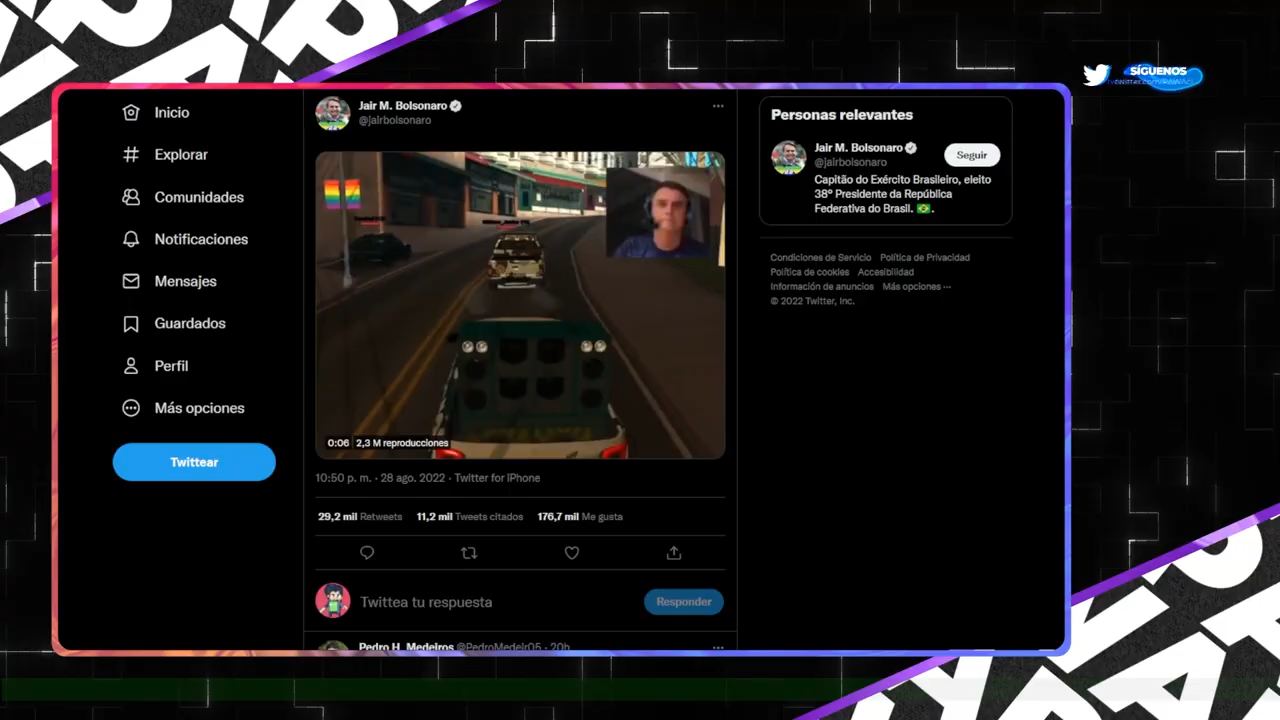 SÍGUENOS
Inicio
Explorar
Comunidades
Notificaciones
Mensajes
Guardados
Perfil
Más opciones
Twittear
Jair M. Bolsonaro
@jairbolsonaro
0:06 2,3 M reproducciones
10:50 p. m. · 28 ago. 2022 · Twitter for iPhone
29,2 mil Retweets 11,2 mil Tweets citados 176,7 mil Me gusta
Twittea tu respuesta
Responder
Pedro H. Medeiros @PedroMedeir05 · 20h
Personas relevantes
Jair M. Bolsonaro
@jairbolsonaro
Seguir
Capitão do Exército Brasileiro, eleito
38º Presidente da República
Federativa do Brasil. 🇧🇷.
Condiciones de Servicio Política de Privacidad
Política de cookies Accesibilidad
Información de anuncios Más opciones ···
© 2022 Twitter, Inc.